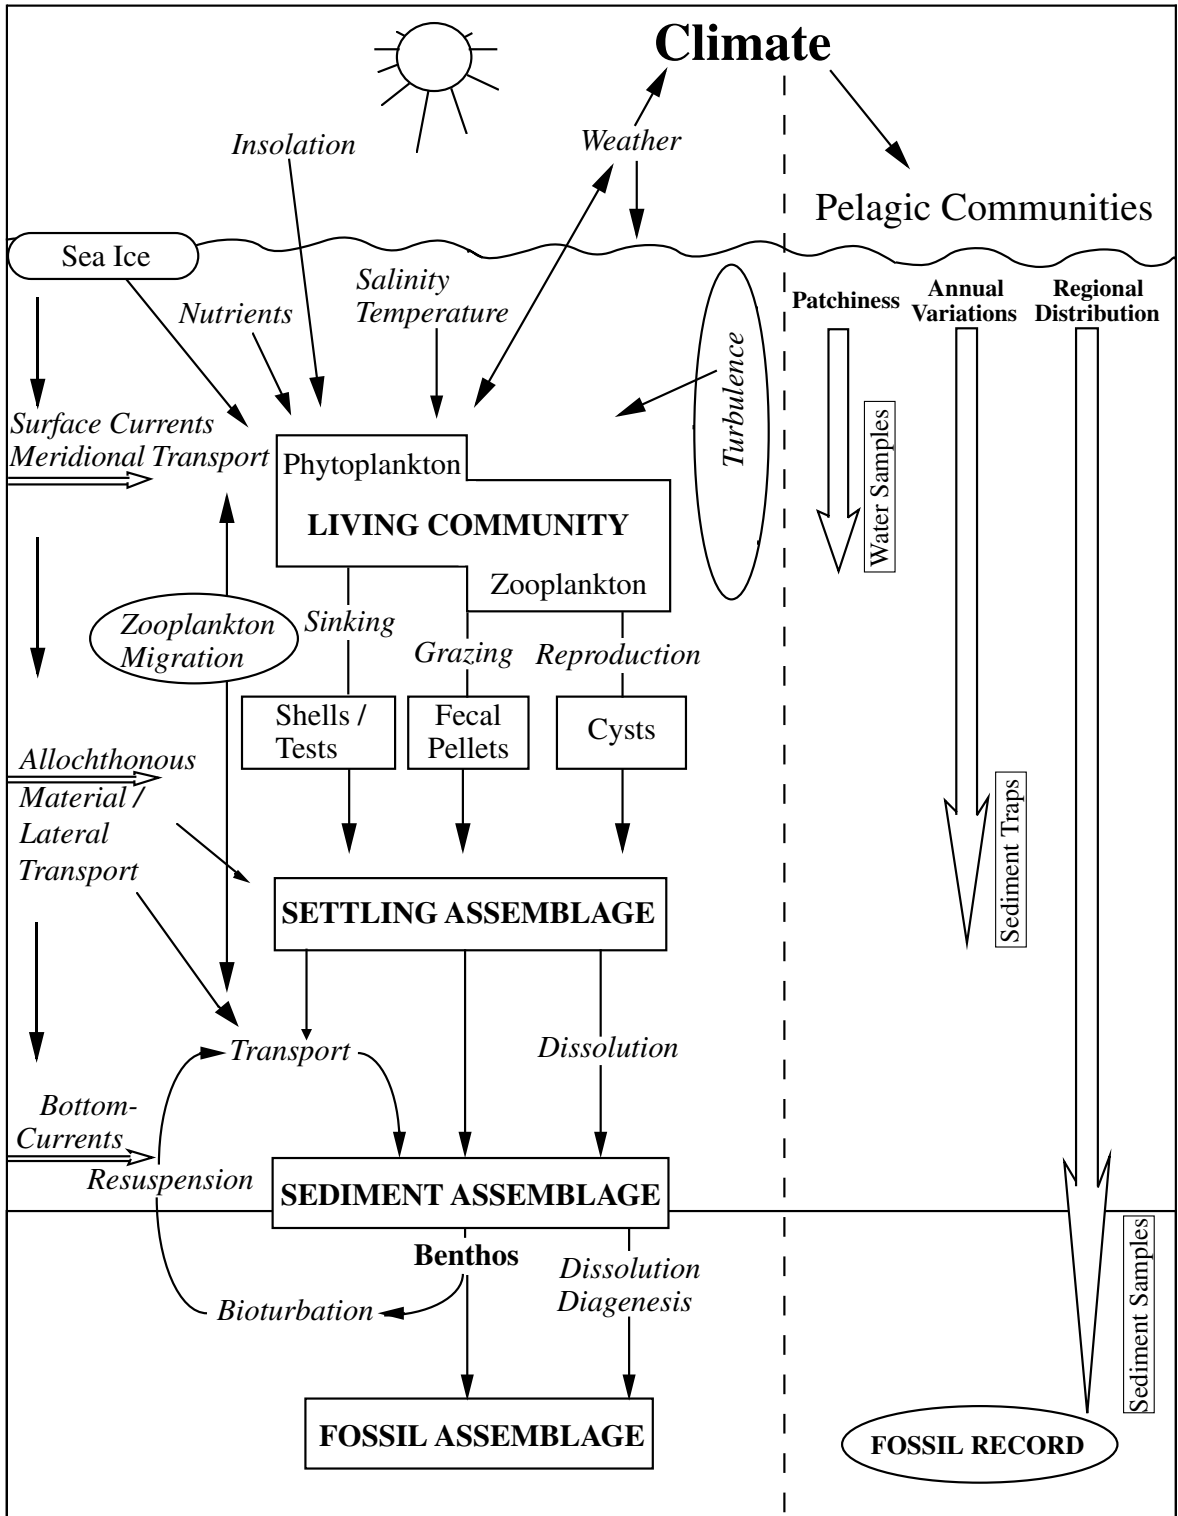 Climate
Insolation
Weather
Pelagic Communities
Sea Ice
Nutrients
Salinity
Temperature
Turbulence
Patchiness
Annual
Variations
Regional
Distribution
Surface Currents
Meridional Transport
Phytoplankton
LIVING COMMUNITY
Zooplankton
Water Samples
Zooplankton
Migration
Sinking
Grazing
Reproduction
Shells /
Tests
Fecal
Pellets
Cysts
Allochthonous
Material /
Lateral
Transport
Sediment Traps
SETTLING ASSEMBLAGE
Transport
Dissolution
Bottom-
Currents
Resuspension
SEDIMENT ASSEMBLAGE
Benthos
Bioturbation
Dissolution
Diagenesis
Sediment Samples
FOSSIL ASSEMBLAGE
FOSSIL RECORD